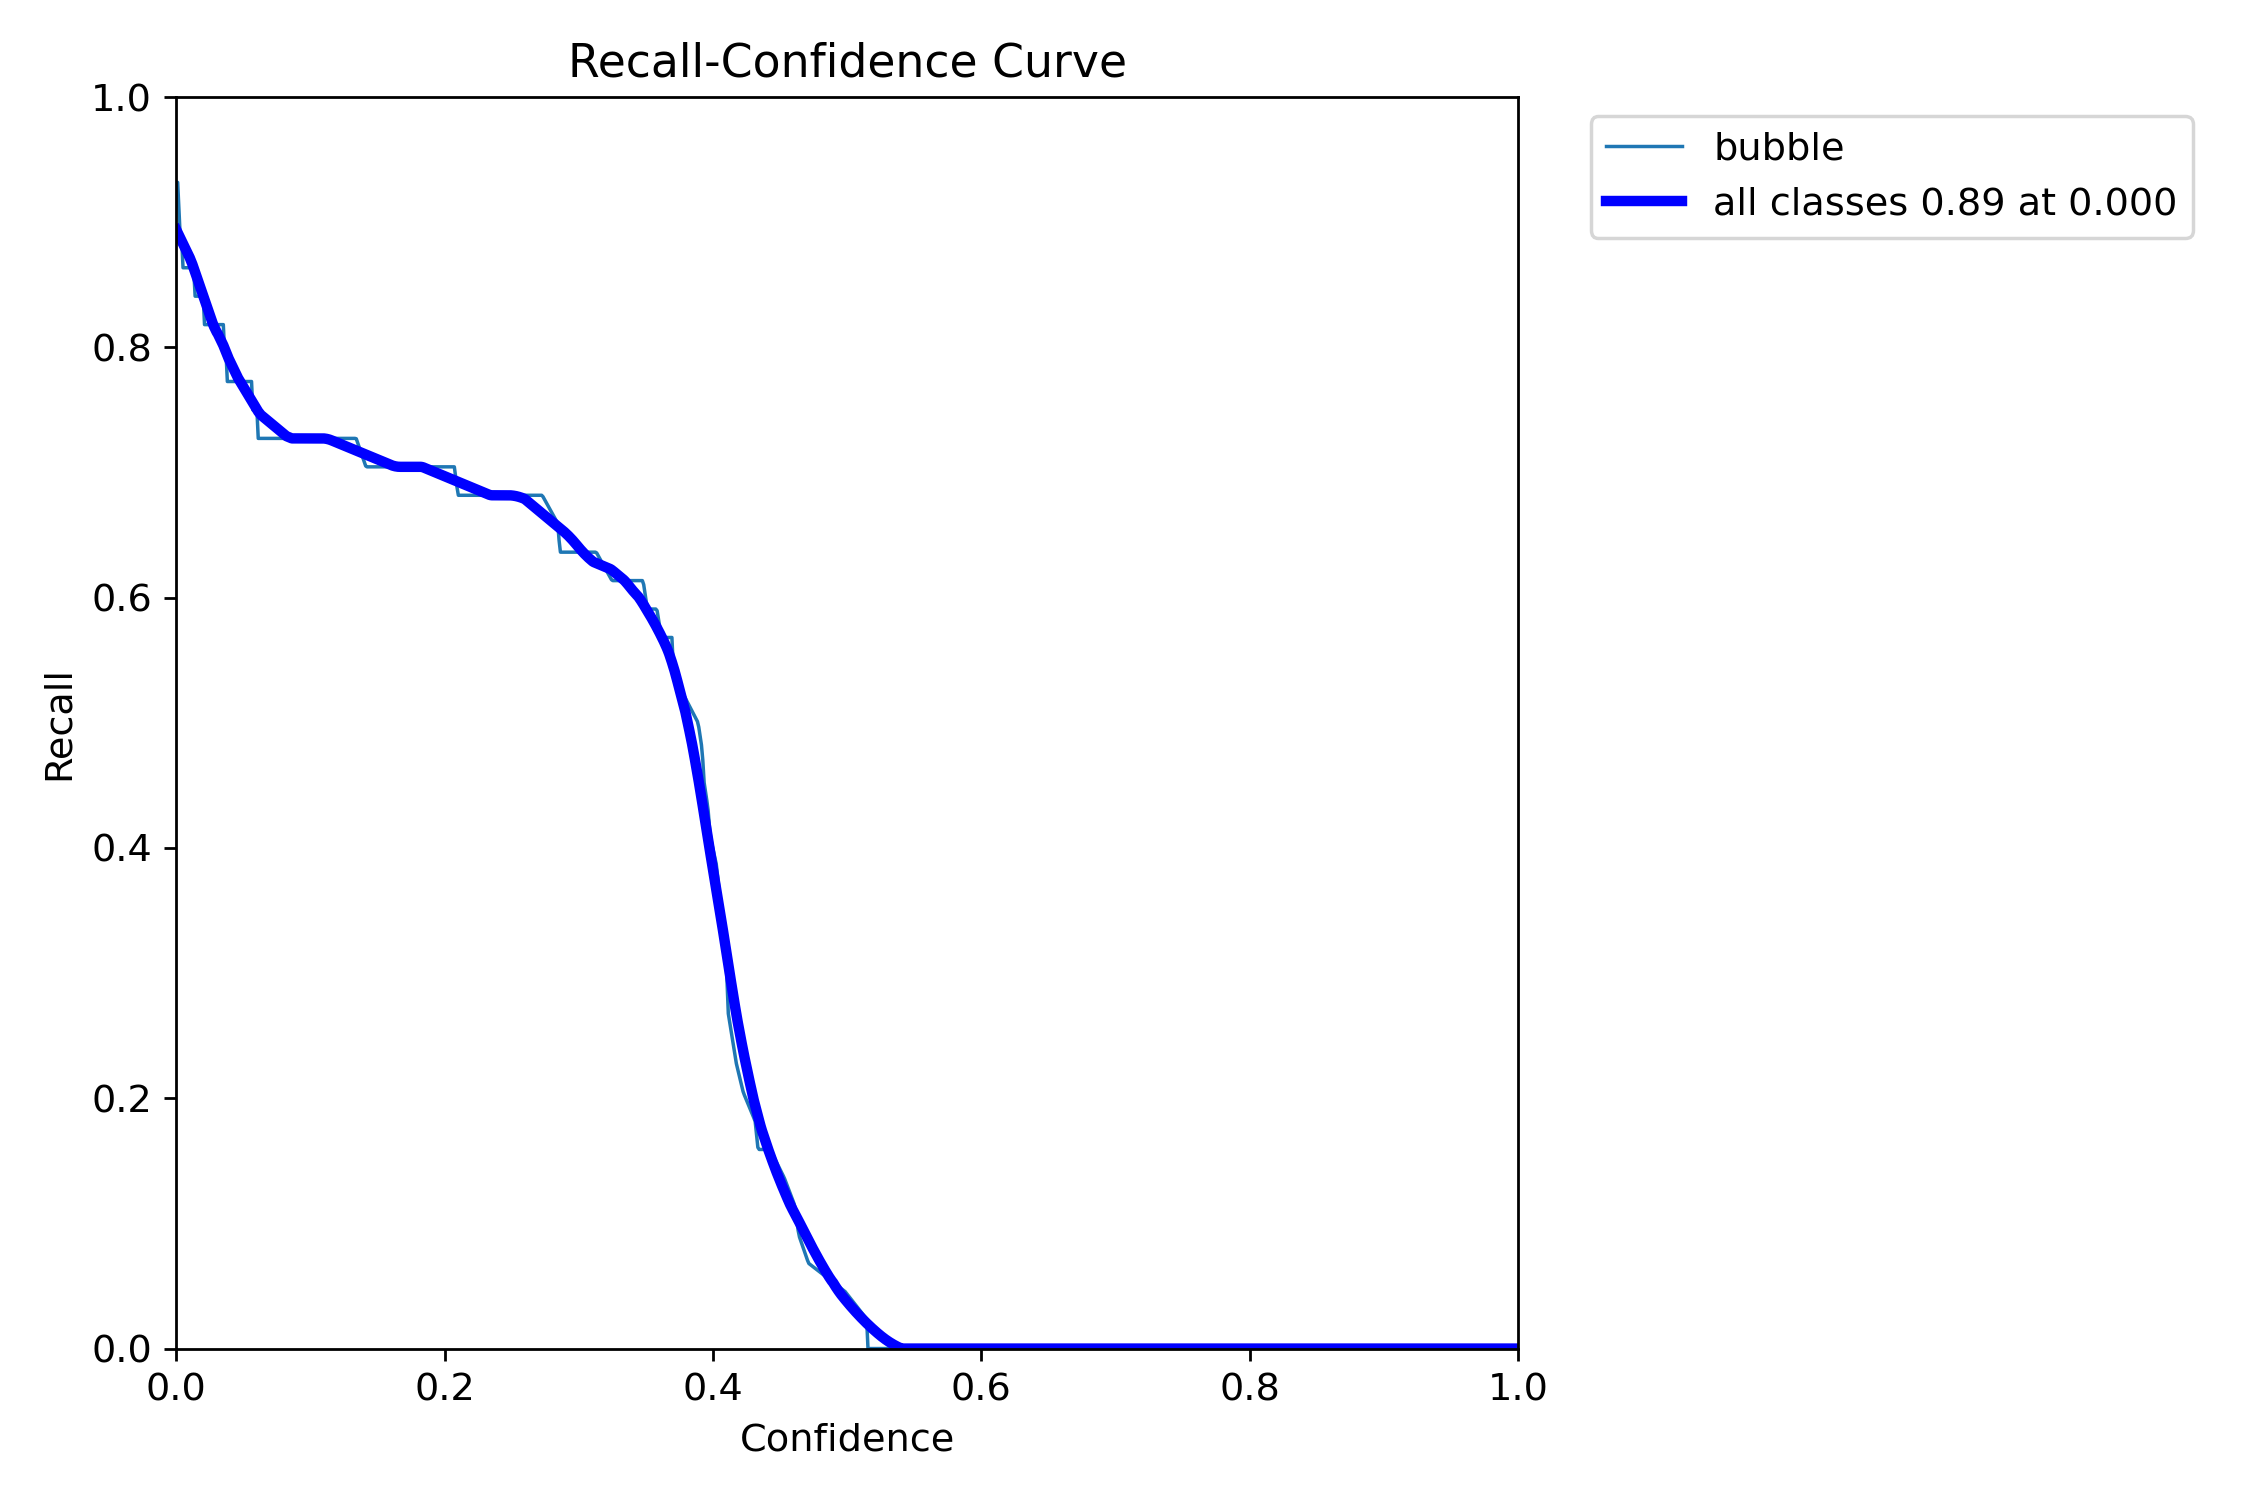 Recall-Confidence Curve
1.0
0.8
0.6
0.4
0.2
0.0
Recall
0.0 0.2 0.4 0.6 0.8 1.0
Confidence
bubble
all classes 0.89 at 0.000